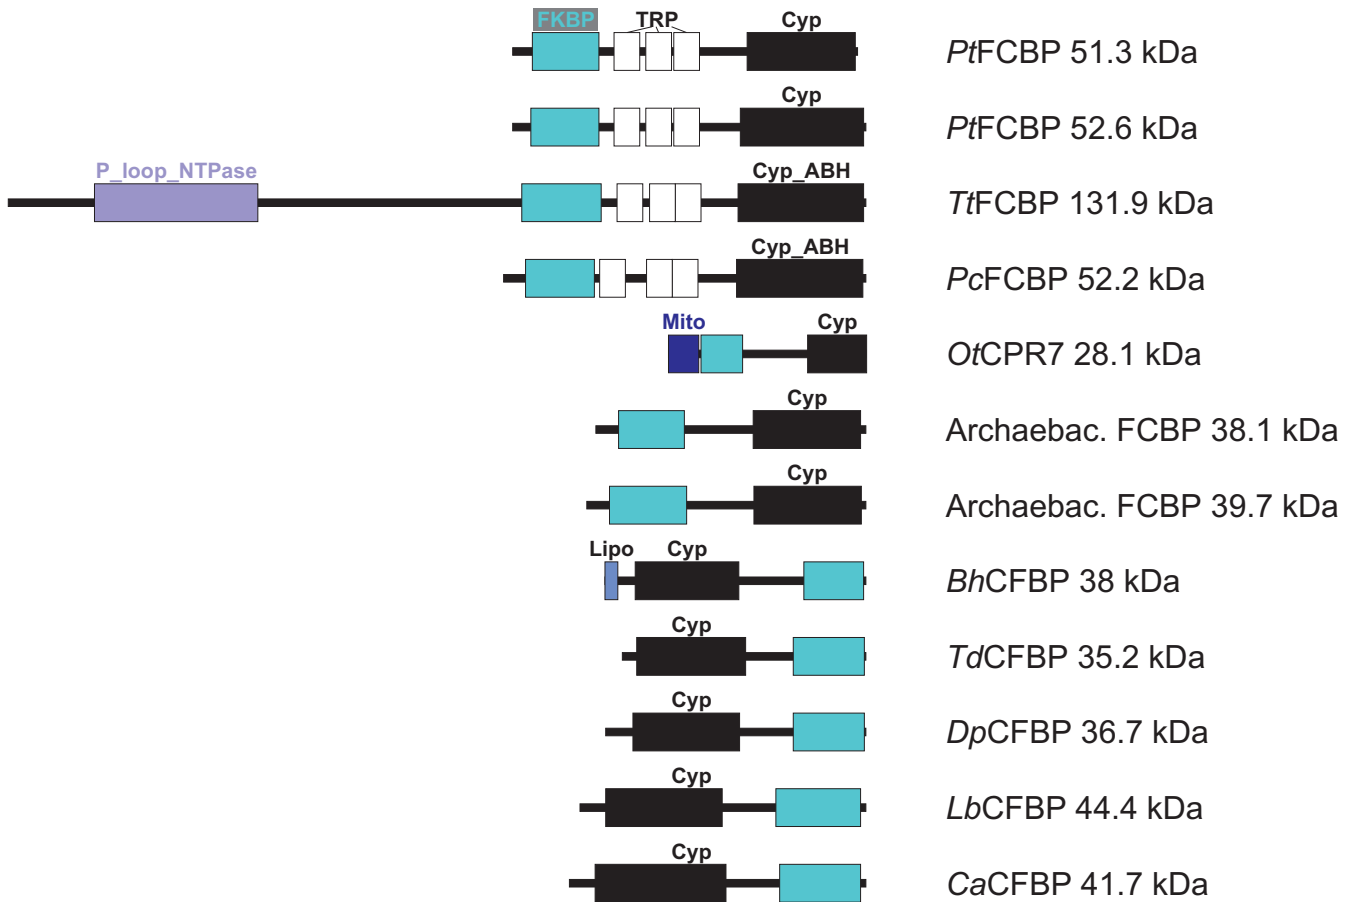 FKBP TRP Cyp
PtFCBP 51.3 kDa
Cyp
PtFCBP 52.6 kDa
P_loop_NTPase Cyp_ABH
TtFCBP 131.9 kDa
Cyp_ABH
PcFCBP 52.2 kDa
Mito Cyp
OtCPR7 28.1 kDa
Cyp
Archaebac. FCBP 38.1 kDa
Cyp
Archaebac. FCBP 39.7 kDa
Lipo Cyp
BhCFBP 38 kDa
Cyp
TdCFBP 35.2 kDa
Cyp
DpCFBP 36.7 kDa
Cyp
LbCFBP 44.4 kDa
Cyp
CaCFBP 41.7 kDa